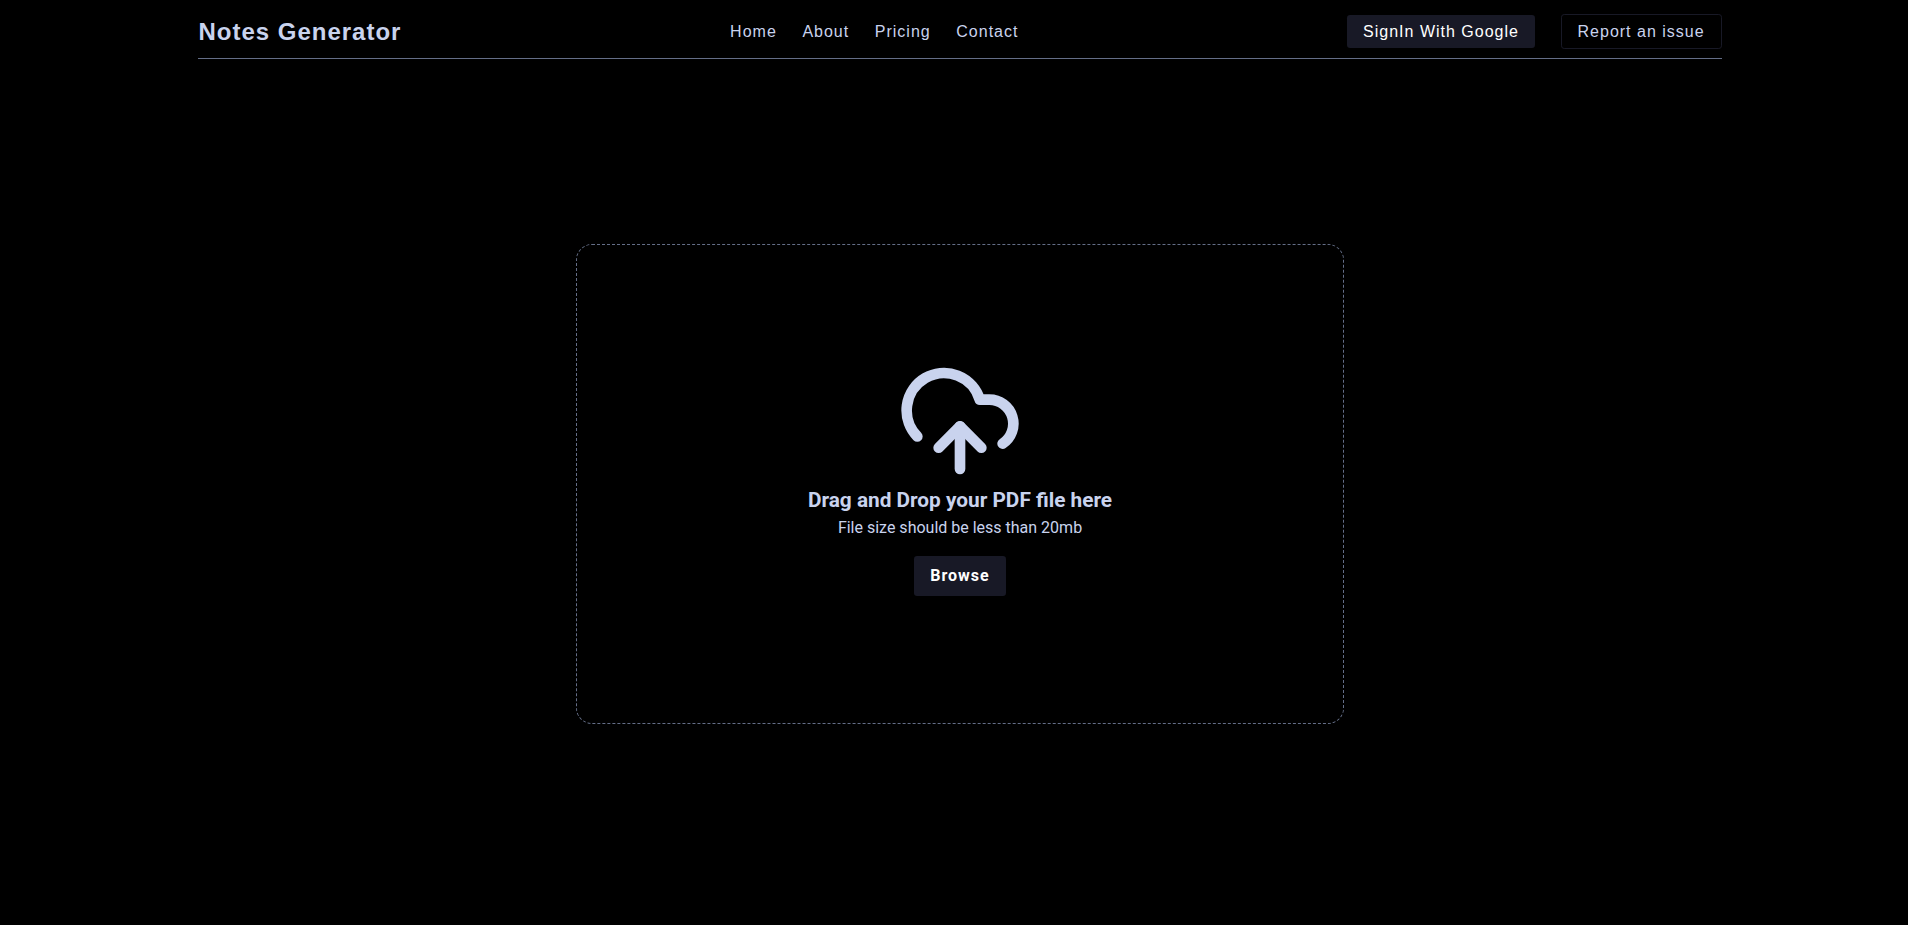 Notes Generator
Home About Pricing Contact
SignIn With Google
Report an issue
Drag and Drop your PDF file here
File size should be less than 20mb
Browse